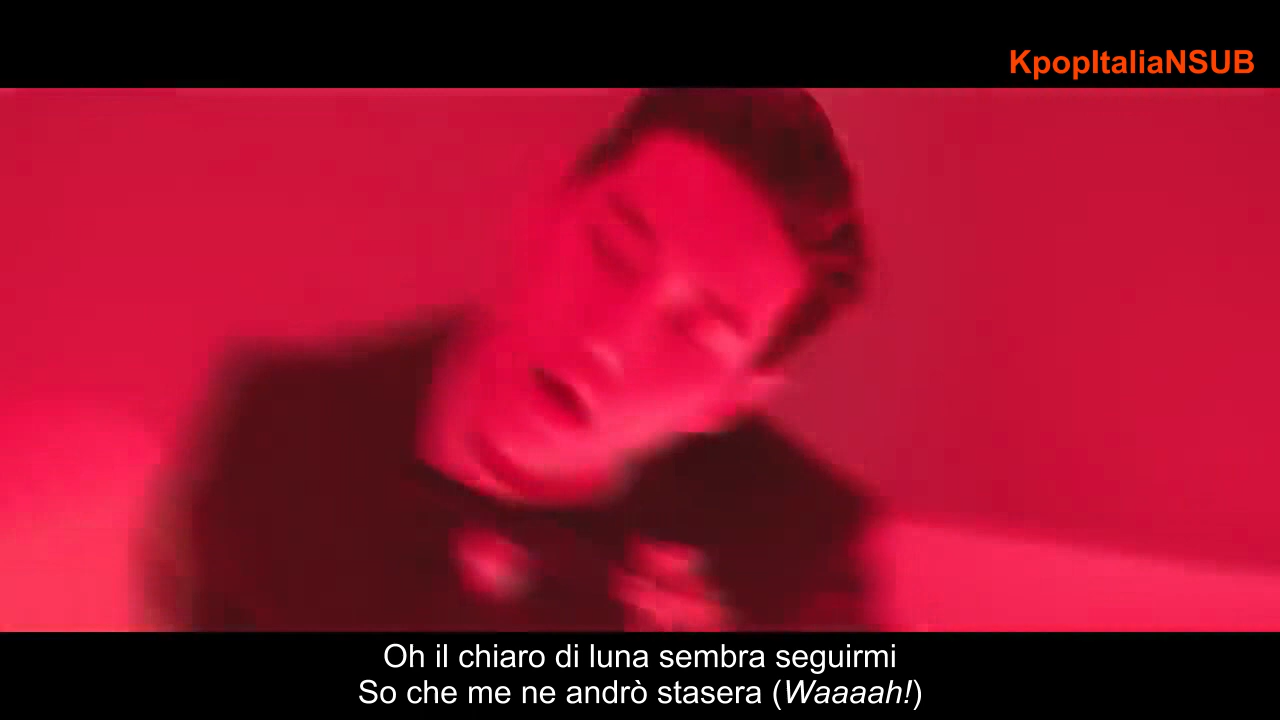 KpopItaliaNSUB
Oh il chiaro di luna sembra seguirmi
So che me ne andrò stasera (Waaaah!)